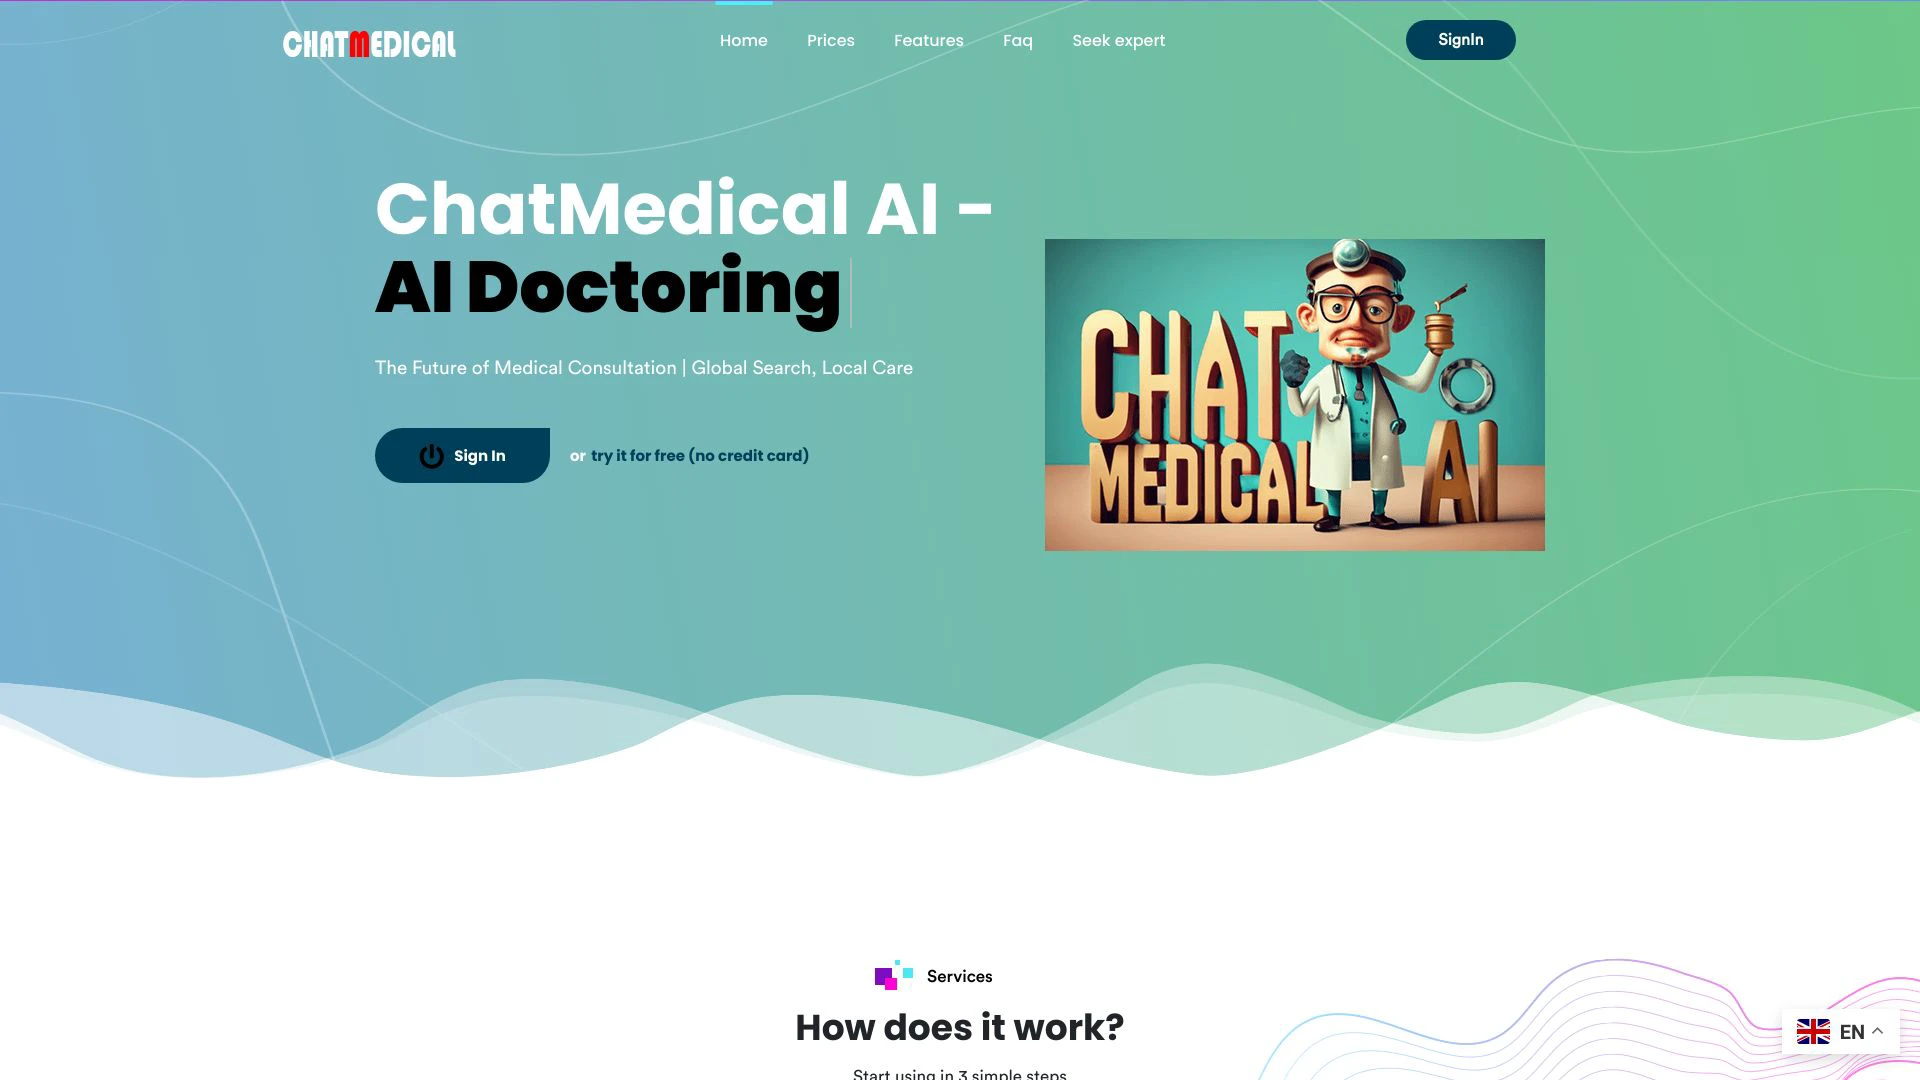 CHATMEDICAL
Home
Prices
Features
Faq
Seek expert
SignIn
ChatMedical AI -
AI Doctoring
The Future of Medical Consultation | Global Search, Local Care
Sign In
or try it for free (no credit card)
CHAT
MEDICAL AI
Services
How does it work?
Start using in 3 simple steps
EN